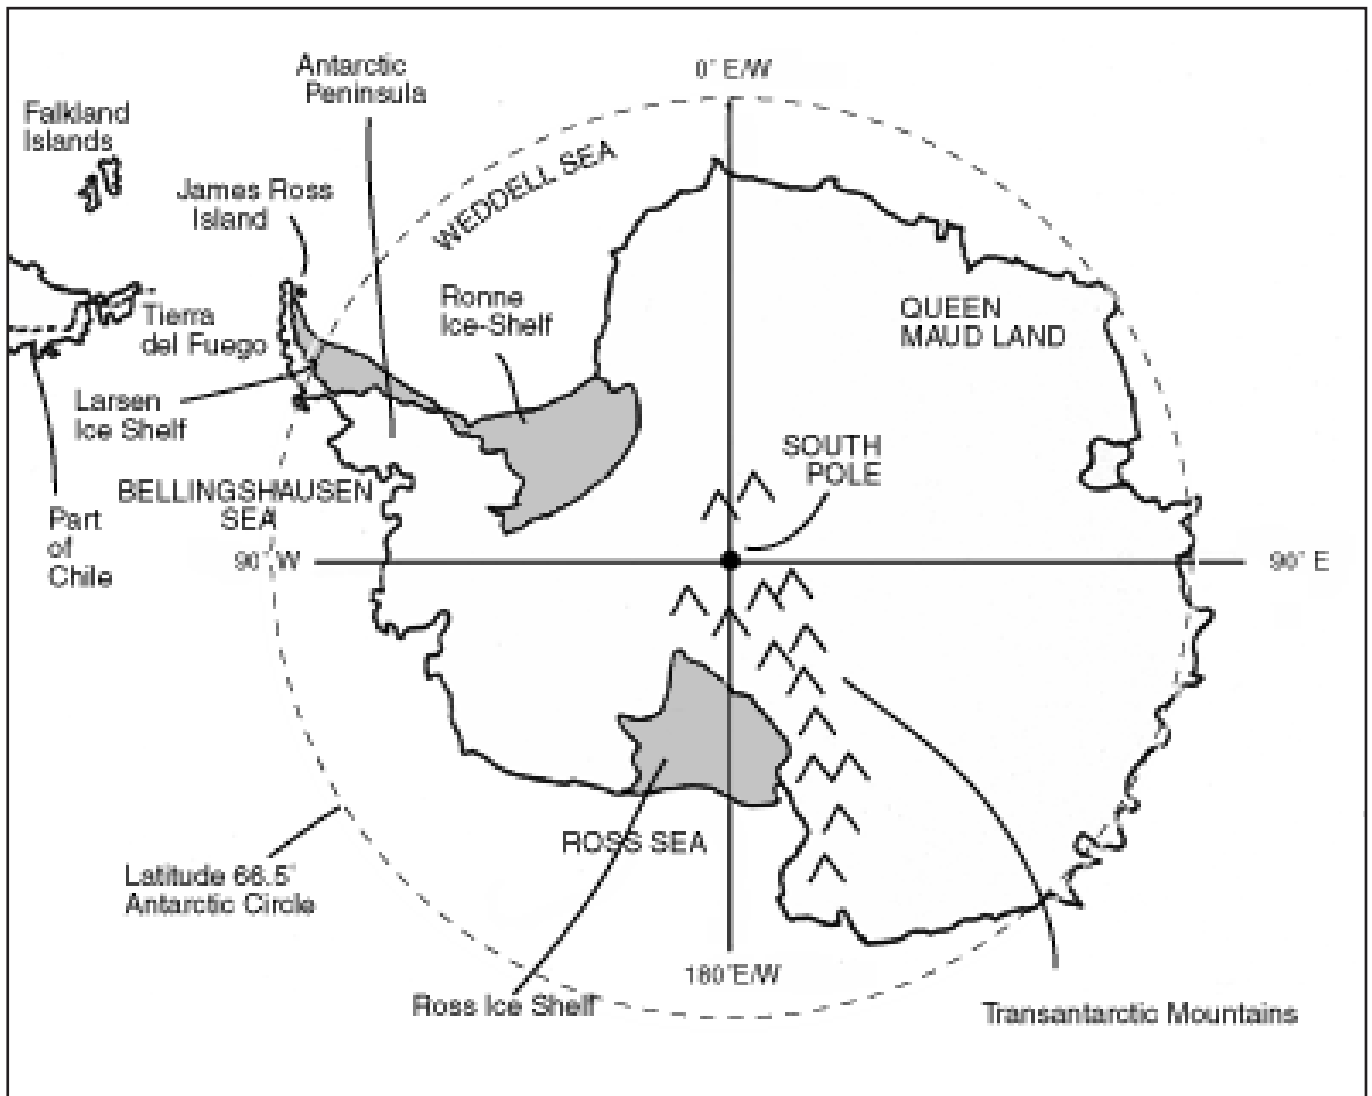 Antarctic
Peninsula
0° E/W
Falkland
Islands
WEDDELL SEA
James Ross
Island
Ronne
Ice-Shelf
QUEEN
MAUD LAND
Tierra
del Fuego
Larsen
Ice Shelf
SOUTH
POLE
BELLINGSHAUSEN
SEA
Part
of
Chile
90° W
90° E
ROSS SEA
Latitude 66.5°
Antarctic Circle
180°E/W
Ross Ice Shelf
Transantarctic Mountains